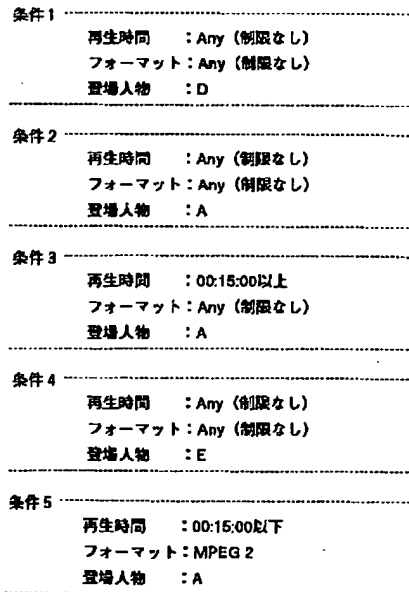 条件1
再生時間 :Any(制限なし)
フォーマット:Any(制限なし)
登場人物 :D
条件2
再生時間 :Any(制限なし)
フォーマット:Any(制限なし)
登場人物 :A
条件3
再生時間 :00:15:00以上
フォーマット:Any(制限なし)
登場人物 :A
条件4
再生時間 :Any(制限なし)
フォーマット:Any(制限なし)
登場人物 :E
条件5
再生時間 :00:15:00以下
フォーマット:MPEG 2
登場人物 :A